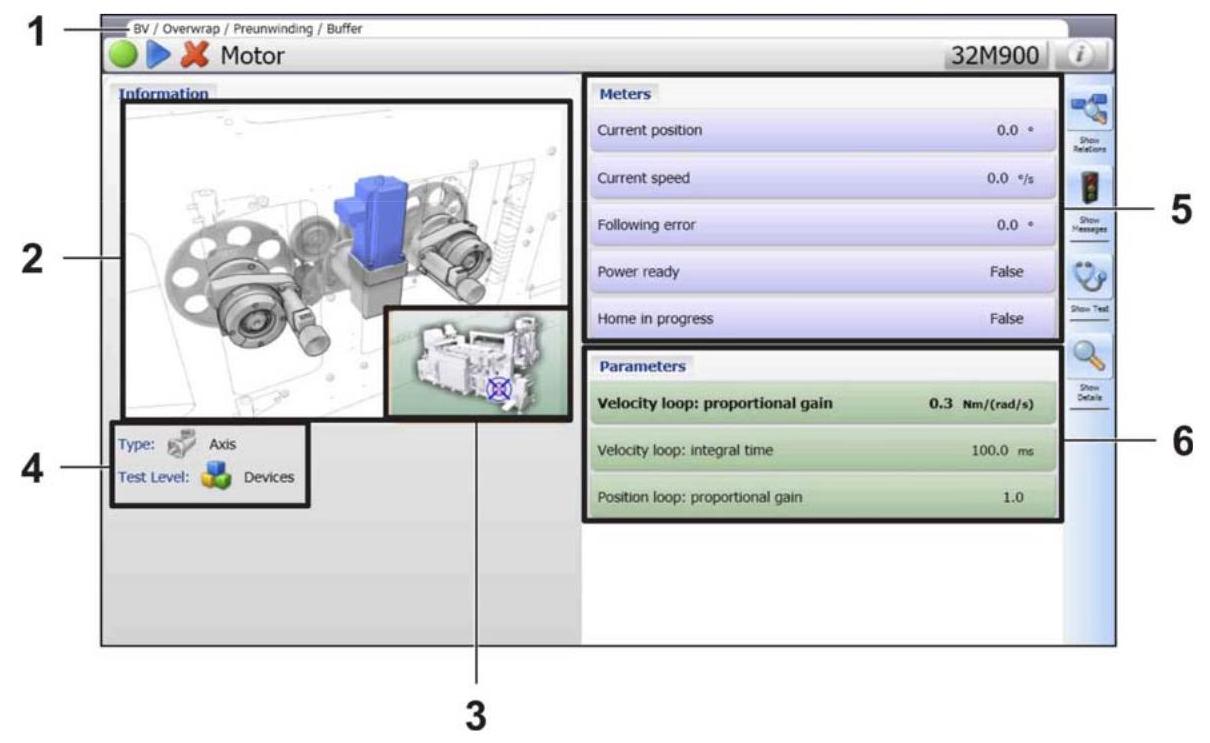 1
BV / Overwrap / Preunwinding / Buffer
Motor
32M900
i
Information
Meters
Current position 0.0 °
Current speed 0.0 °/s
Following error 0.0 °
Power ready False
Home in progress False
Parameters
Velocity loop: proportional gain 0.3 Nm/(rad/s)
Velocity loop: integral time 100.0 ms
Position loop: proportional gain 1.0
Type: Axis
Test Level: Devices
Show
Relations
Show
Messages
Show Test
Show
Details
2
3
4
5
6